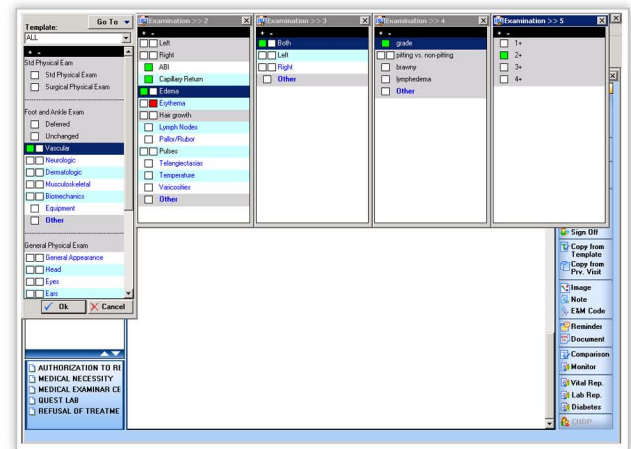 Template:
Go To
ALL
+ -
Std Physical Eam
Std Physical Exam
Surgical Physical Exam
Foot and Ankle Exam
Deferred
Unchanged
Vascular
Neurologic
Dermatologic
Musculoskeletal
Biomechanics
Equipment
Other
General Physical Exam
General Appearance
Head
Eyes
Ears
Ok
Cancel
Examination >> 2
+ -
Left
Right
ABI
Capillary Return
Edema
Erythema
Hair growth
Lymph Nodes
Pallor/Rubor
Pulses
Telangiectasias
Temperature
Varicosities
Other
Examination >> 3
+ -
Both
Left
Right
Other
Examination >> 4
+ -
grade
pitting vs. non-pitting
brawny
lymphedema
Other
Examination >> 5
+ -
1+
2+
3+
4+
Sign Off
Copy from
Template
Copy from
Prv. Visit
Image
Note
E&M Code
Reminder
Document
Comparison
Monitor
Vital Rep.
Lab Rep.
Diabetes
CHDP
AUTHORIZATION TO RE
MEDICAL NECESSITY
MEDICAL EXAMINAR CE
QUEST LAB
REFUSAL OF TREATME